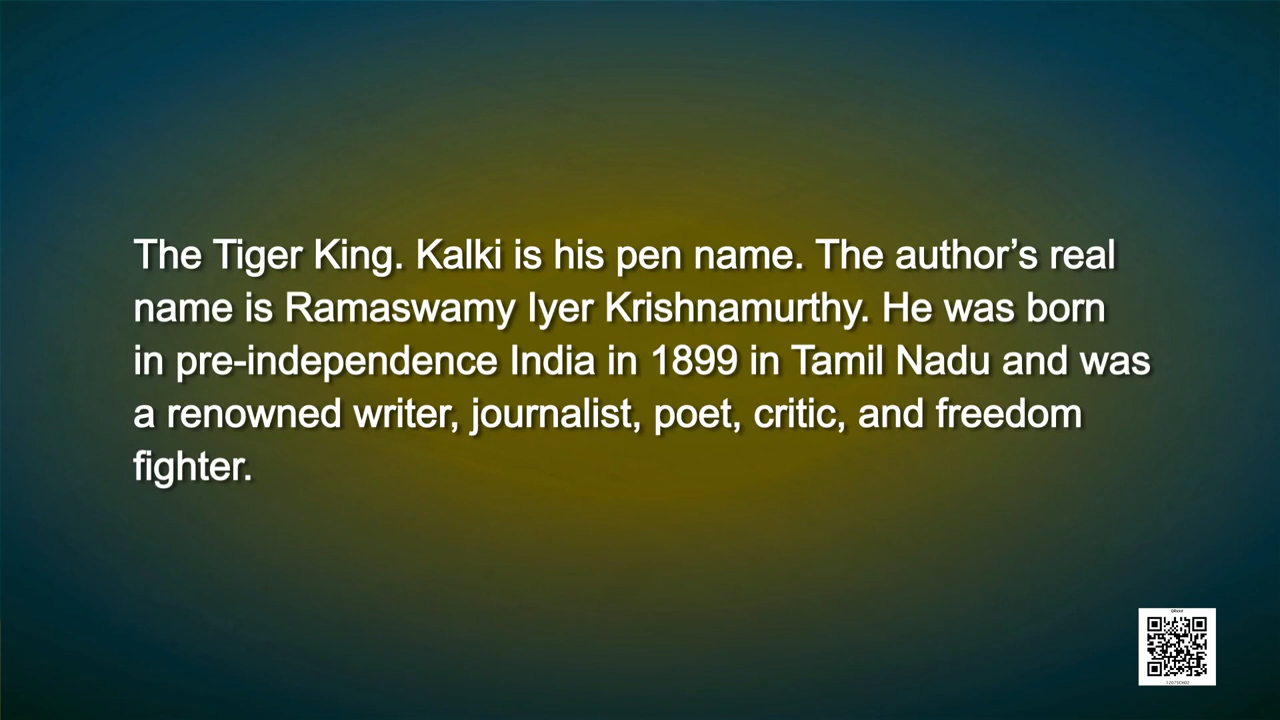 The Tiger King. Kalki is his pen name. The author’s real
name is Ramaswamy Iyer Krishnamurthy. He was born
in pre-independence India in 1899 in Tamil Nadu and was
a renowned writer, journalist, poet, critic, and freedom
fighter.